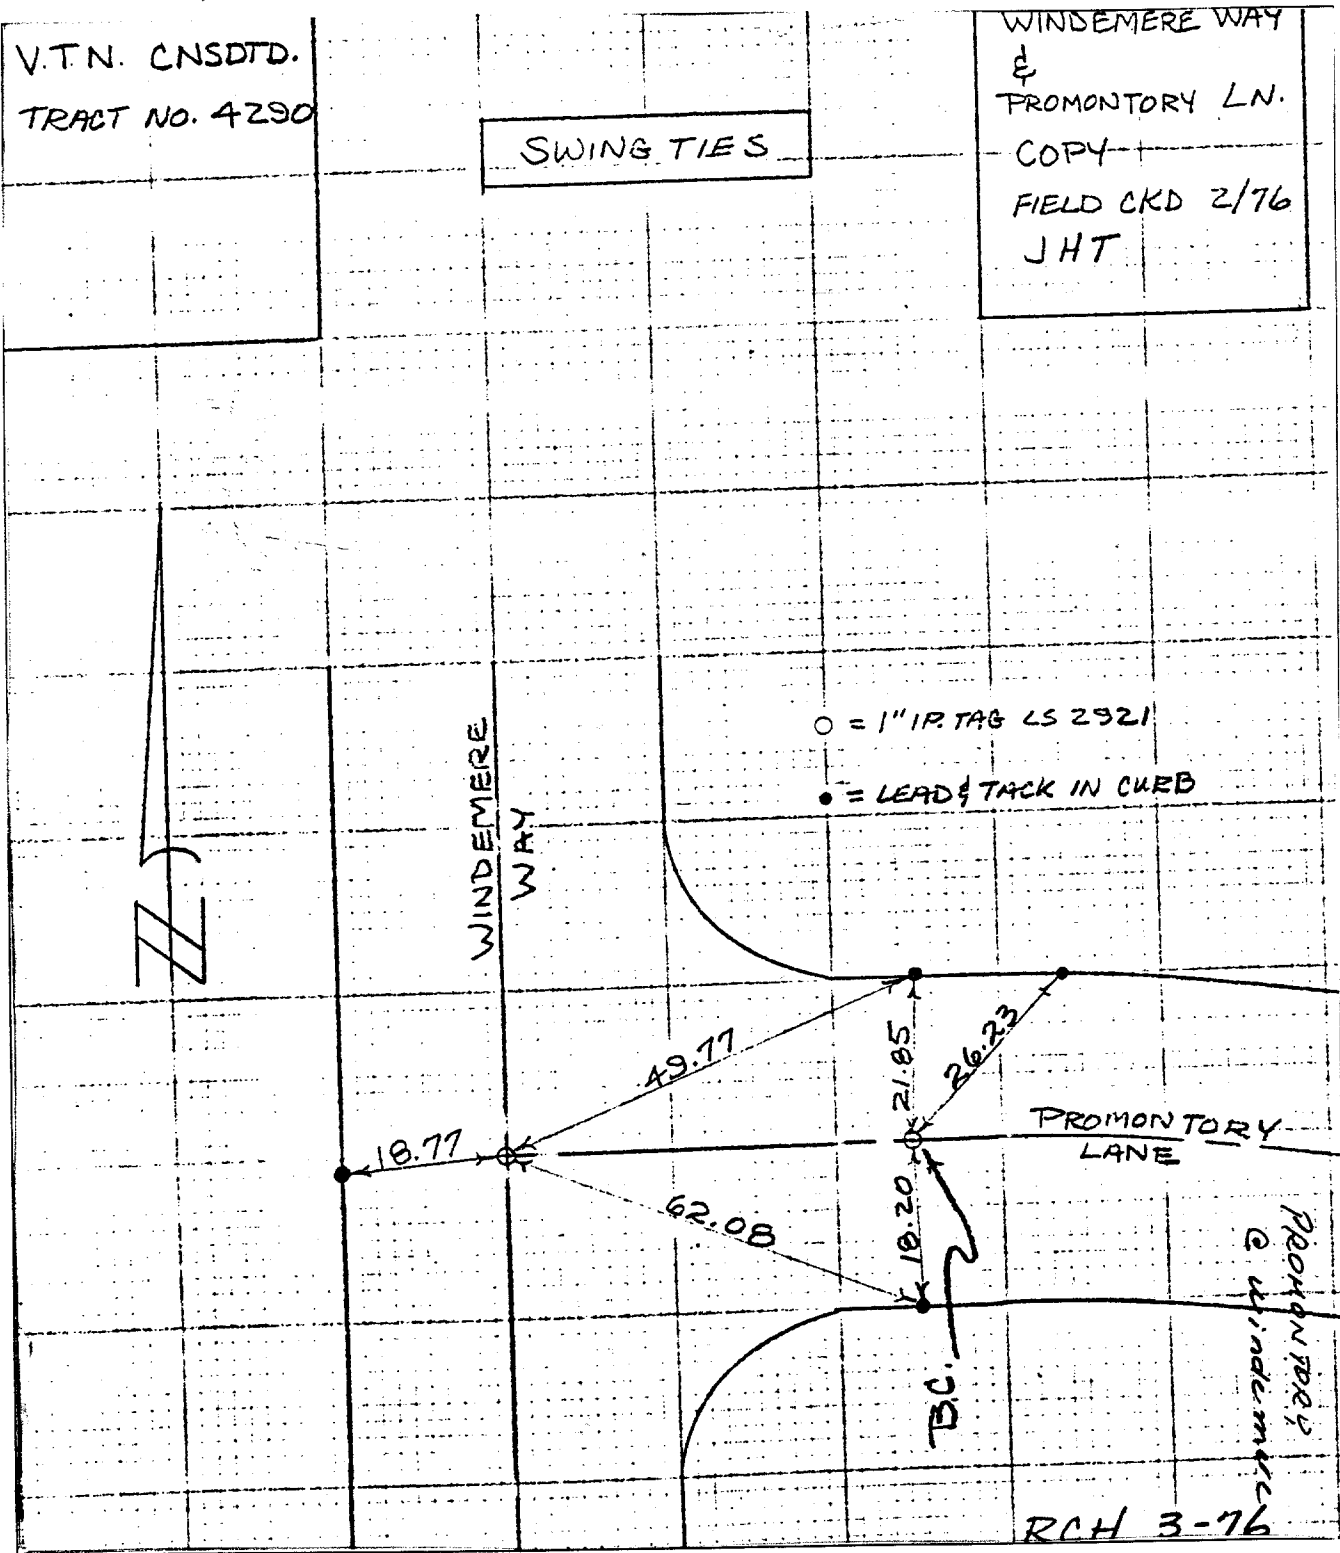 V.T.N. CNSDTD.
TRACT NO. 4290
SWING TIES
WINDEMERE WAY
&
PROMONTORY LN.
COPY
FIELD CKD 2/76
JHT
O = 1" I.P. TAG LS 2921
● = LEAD & TACK IN CURB
WINDEMERE
WAY
N
49.77
21.85
26.23
18.77
PROMONTORY
LANE
62.08
18.20
B.C.
PROMONTORY
@ windemere
RCH 3-76